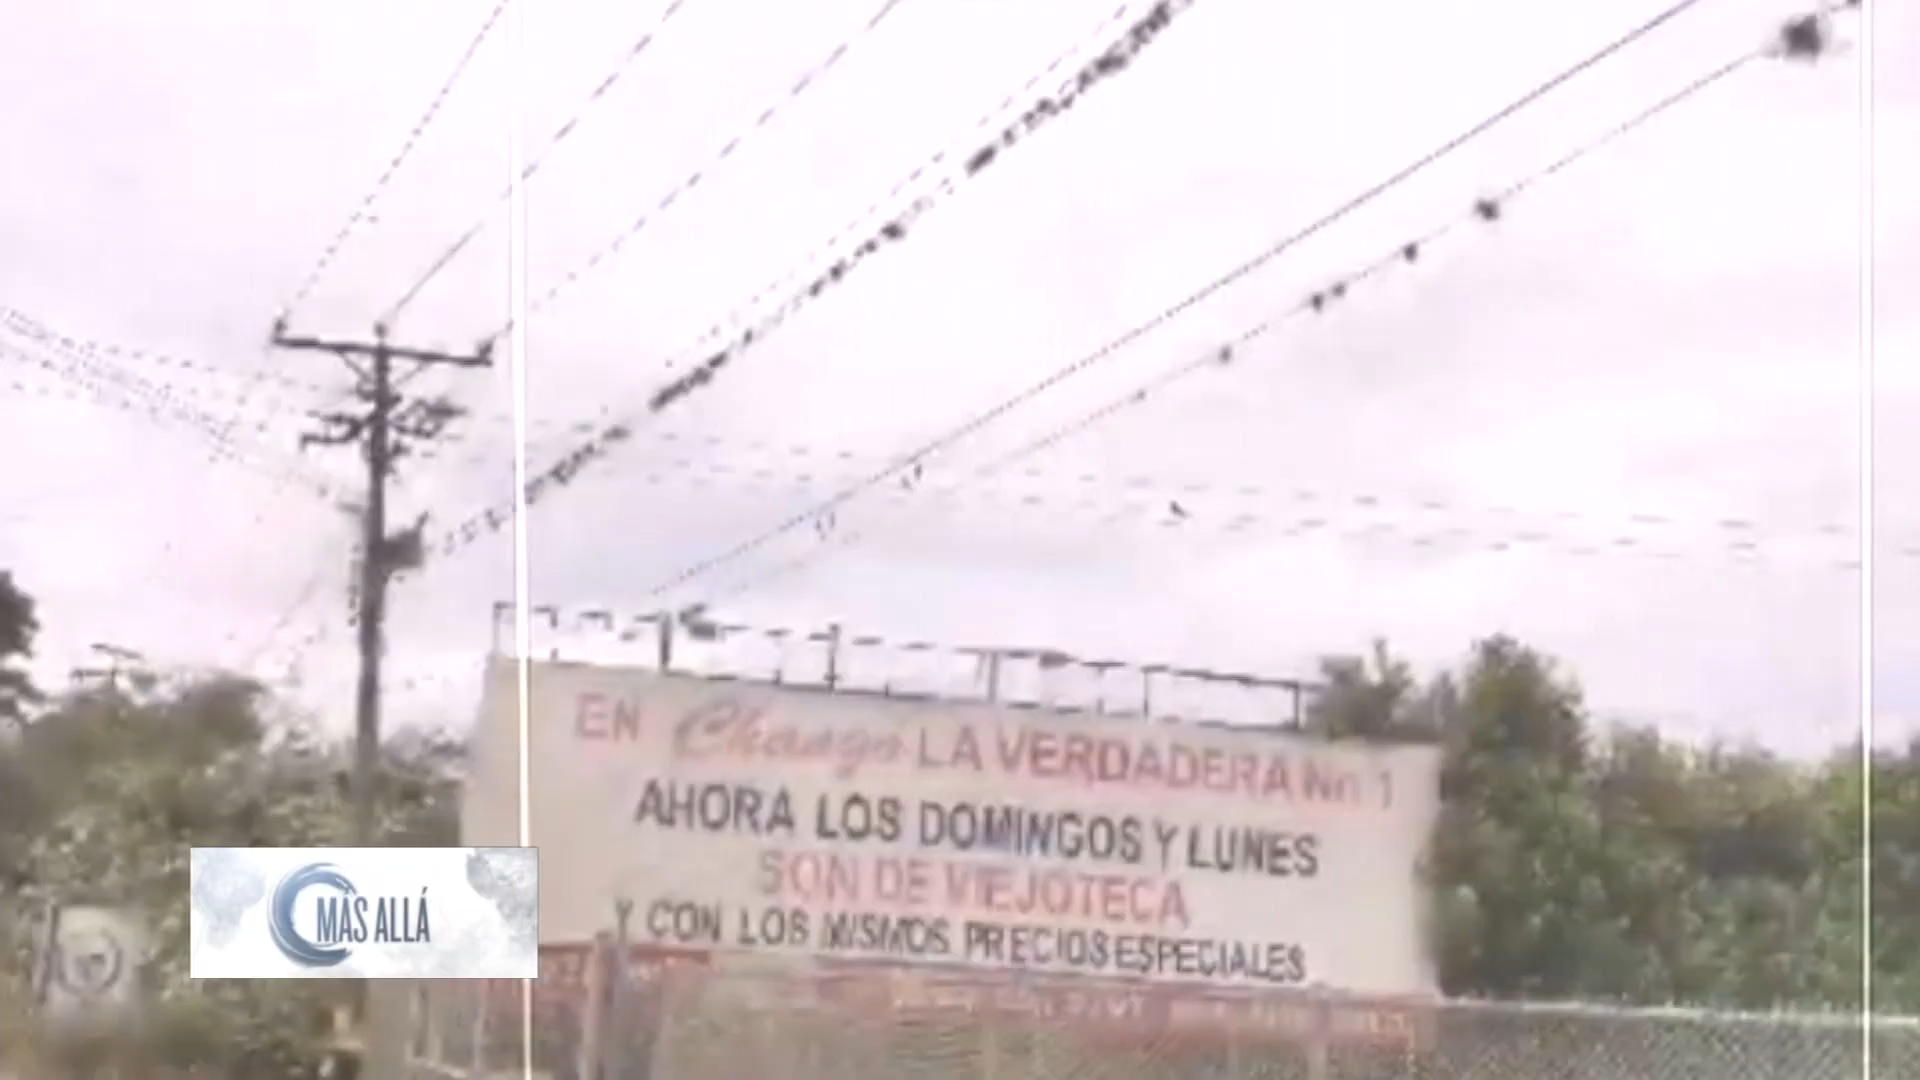 EN Changó LA VERDADERA No 1
AHORA LOS DOMINGOS Y LUNES
SON DE VIEJOTECA
Y CON LOS MISMOS PRECIOS ESPECIALES
MÁS ALLÁ